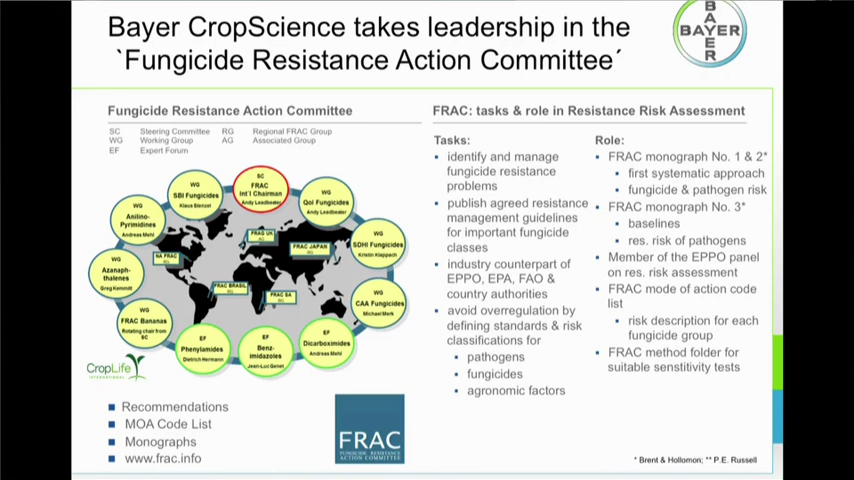 Bayer CropScience takes leadership in the
`Fungicide Resistance Action Committee´
BAYER
BAYER
Fungicide Resistance Action Committee
SC Steering Committee RG Regional FRAC Group
WG Working Group AG Associated Group
EF Expert Forum
SC
FRAC
Int´l Chairman
Andy Leadbeater
WG
QoI Fungicides
Andy Leadbeater
WG
SDHI Fungicides
Kristin Klappach
WG
CAA Fungicides
Michael Merk
EF
Dicarboximides
Andreas Mehl
EF
Benz-
imidazoles
Jean-Luc Genet
EF
Phenylamides
Dietrich Hermann
WG
FRAC Bananas
Rotating chair from
SC
WG
Azanaph-
thalenes
Greg Kemmitt
WG
Anilino-
Pyrimidines
Andreas Mehl
WG
SBI Fungicides
Klaus Stenzel
NA FRAC
RG
FRAG UK
AG
FRAC JAPAN
RG
FRAC BRASIL
RG
FRAC SA
RG
CropLife
INTERNATIONAL
Recommendations
MOA Code List
Monographs
www.frac.info
FRAC
FUNGICIDE RESISTANCE
ACTION COMMITTEE
FRAC: tasks & role in Resistance Risk Assessment
Tasks:
identify and manage
fungicide resistance
problems
publish agreed resistance
management guidelines
for important fungicide
classes
industry counterpart of
EPPO, EPA, FAO &
country authorities
avoid overregulation by
defining standards & risk
classifications for
pathogens
fungicides
agronomic factors
Role:
FRAC monograph No. 1 & 2*
first systematic approach
fungicide & pathogen risk
FRAC monograph No. 3*
baselines
res. risk of pathogens
Member of the EPPO panel
on res. risk assessment
FRAC mode of action code
list
risk description for each
fungicide group
FRAC method folder for
suitable senstitivity tests
* Brent & Hollomon; ** P.E. Russell